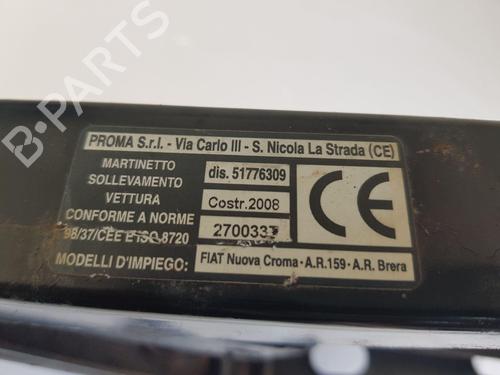 PROMA S.r.l. - Via Carlo III - S. Nicola La Strada (CE)
MARTINETTO
SOLLEVAMENTO
VETTURA
CONFORME A NORME
98/37/CEE E ISO 8720
dis. 51776309
Costr.2008
2700337
CE
MODELLI D'IMPIEGO: FIAT Nuova Croma - A.R.159 - A.R. Brera
B-PARTS